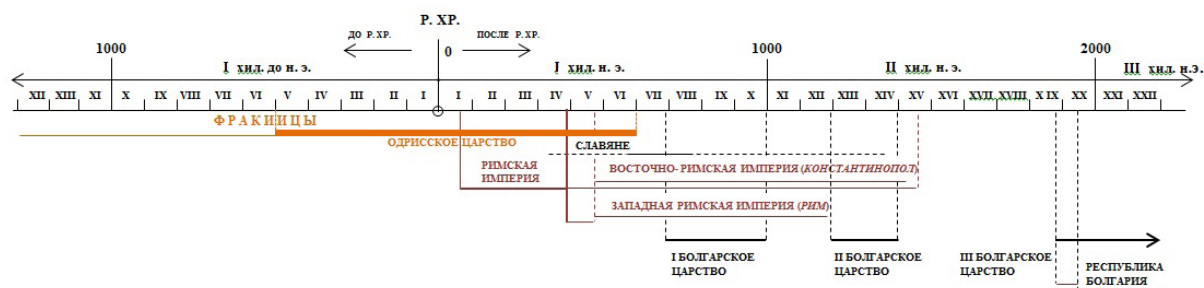 Р. ХР.
ДО Р.ХР.
ПОСЛЕ Р. ХР.
1000
0
1000
2000
I хил. до н. э.
I хил. н. э.
II хил. н. э.
III хил. н.э.
XII XIII XI X IX VIII VII VI V IV III II I I II III IV V VI VII VIII IX X XI XII XIII XIV XV XVI XVII XVIII X IX XX XXI XXII
ФРАКИЙЦЫ
ОДРИССКОЕ ЦАРСТВО
СЛАВЯНЕ
РИМСКАЯ
ИМПЕРИЯ
ВОСТОЧНО- РИМСКАЯ ИМПЕРИЯ (КОНСТАНТИНОПОЛ)
ЗАПАДНАЯ РИМСКАЯ ИМПЕРИЯ (РИМ)
I БОЛГАРСКОЕ
ЦАРСТВО
II БОЛГАРСКОЕ
ЦАРСТВО
III БОЛГАРСКОЕ
ЦАРСТВО
РЕСПУБЛИКА
БОЛГАРИЯ